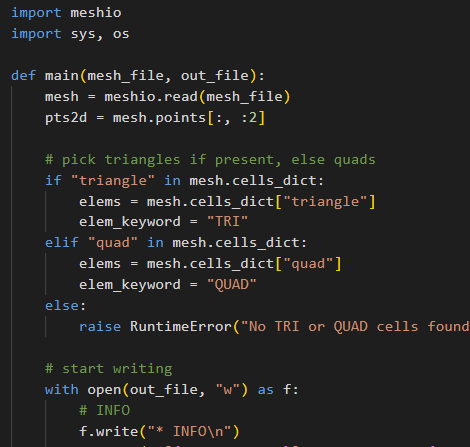 import meshio
import sys, os
def main(mesh_file, out_file):
    mesh = meshio.read(mesh_file)
    pts2d = mesh.points[:, :2]
    # pick triangles if present, else quads
    if "triangle" in mesh.cells_dict:
        elems = mesh.cells_dict["triangle"]
        elem_keyword = "TRI"
    elif "quad" in mesh.cells_dict:
        elems = mesh.cells_dict["quad"]
        elem_keyword = "QUAD"
    else:
        raise RuntimeError("No TRI or QUAD cells found
    # start writing
    with open(out_file, "w") as f:
        # INFO
        f.write("* INFO\n")